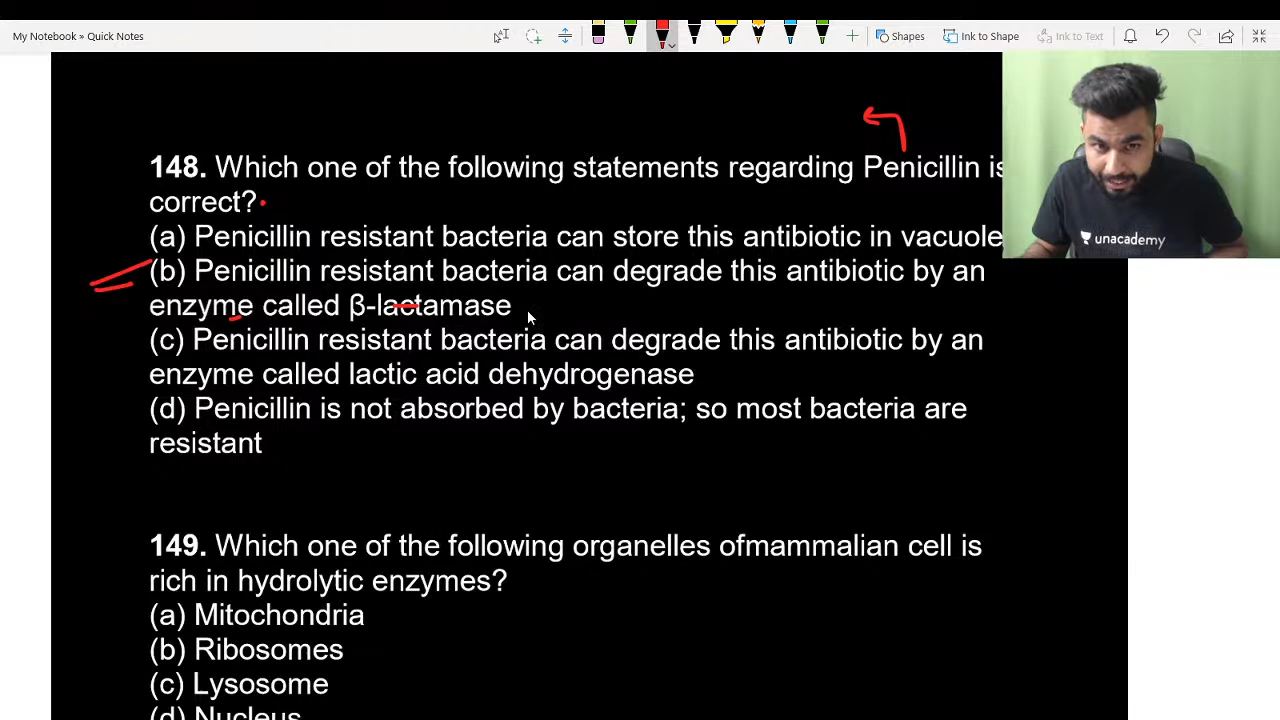 My Notebook » Quick Notes
Shapes
Ink to Shape
Ink to Text
148. Which one of the following statements regarding Penicillin is
correct?
(a) Penicillin resistant bacteria can store this antibiotic in vacuole
(b) Penicillin resistant bacteria can degrade this antibiotic by an
enzyme called β-lactamase
(c) Penicillin resistant bacteria can degrade this antibiotic by an
enzyme called lactic acid dehydrogenase
(d) Penicillin is not absorbed by bacteria; so most bacteria are
resistant
unacademy
149. Which one of the following organelles ofmammalian cell is
rich in hydrolytic enzymes?
(a) Mitochondria
(b) Ribosomes
(c) Lysosome
(d) Nucleus